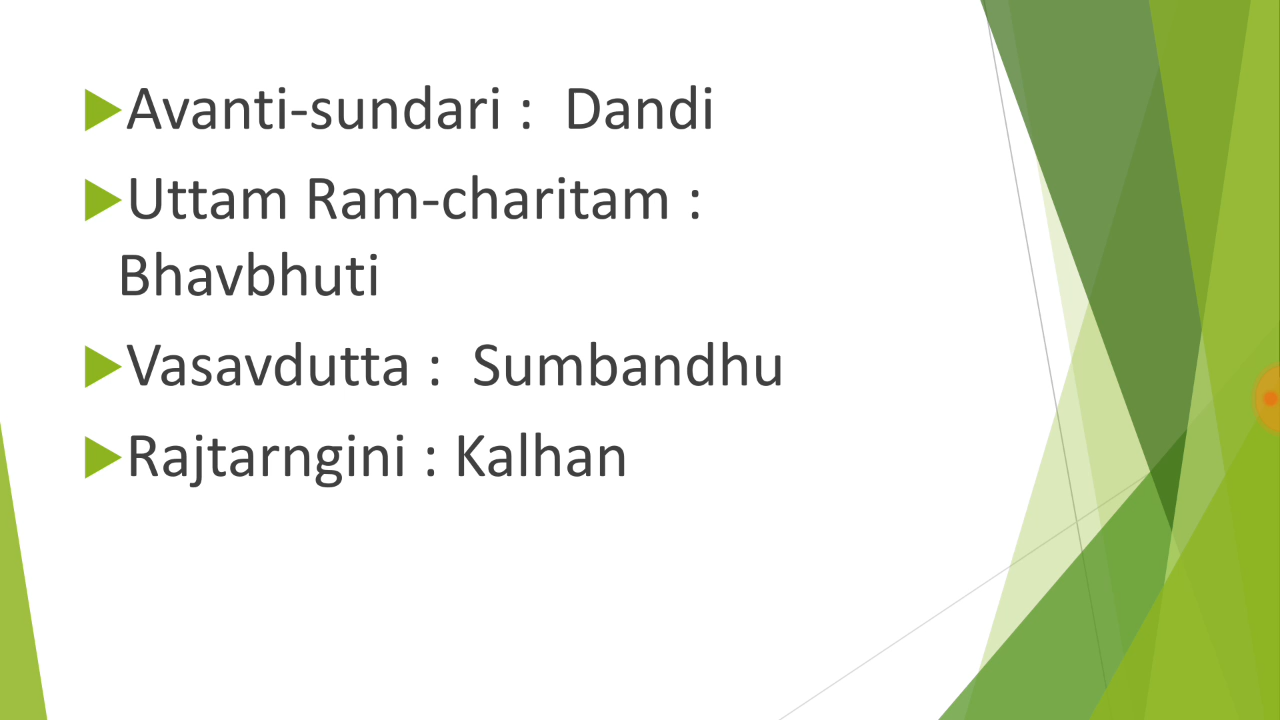 Avanti-sundari :  Dandi
Uttam Ram-charitam :
Bhavbhuti
Vasavdutta :  Sumbandhu
Rajtarngini : Kalhan